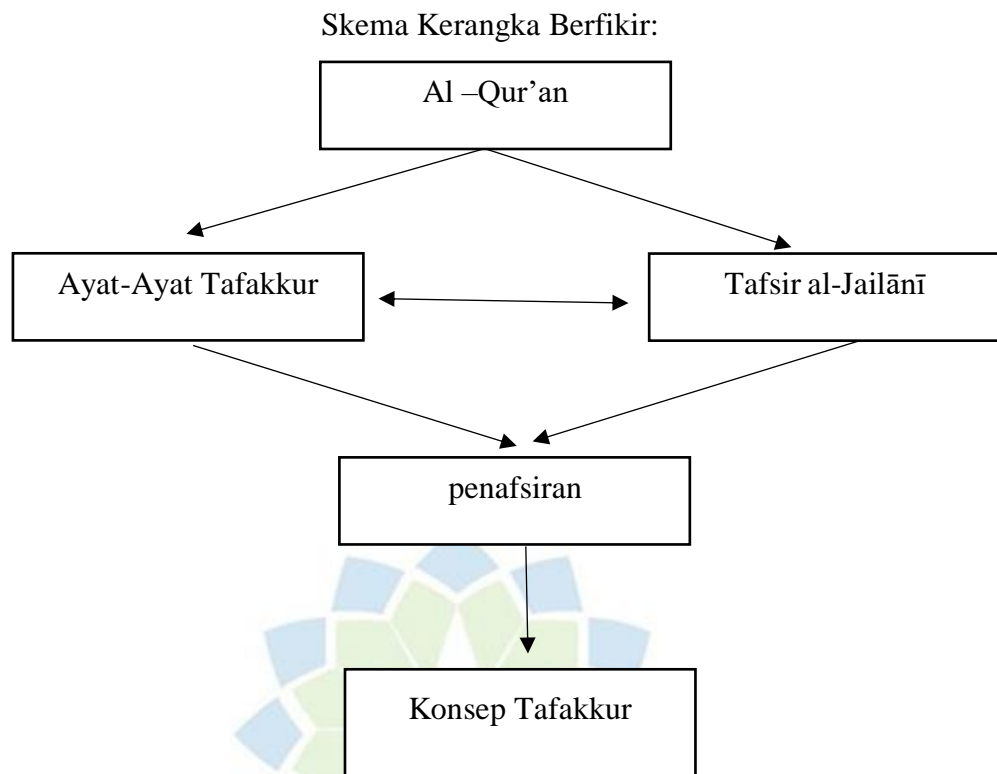 Skema Kerangka Berfikir:
Al –Qur’an
Ayat-Ayat Tafakkur
Tafsir al-Jailānī
penafsiran
Konsep Tafakkur